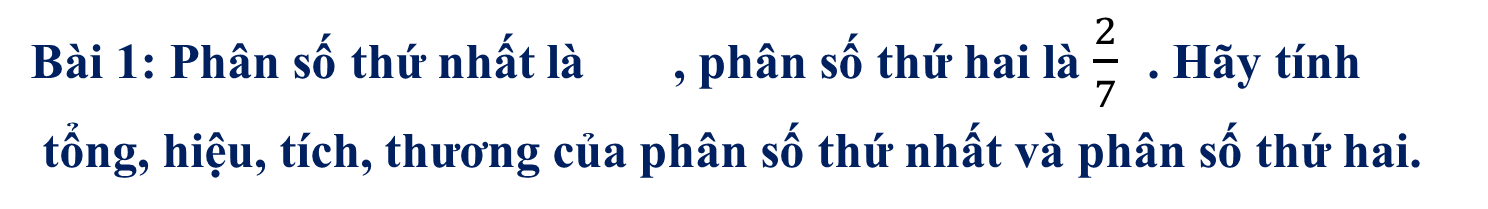 Bài 1: Phân số thứ nhất là , phân số thứ hai là 2/7 . Hãy tính
tổng, hiệu, tích, thương của phân số thứ nhất và phân số thứ hai.